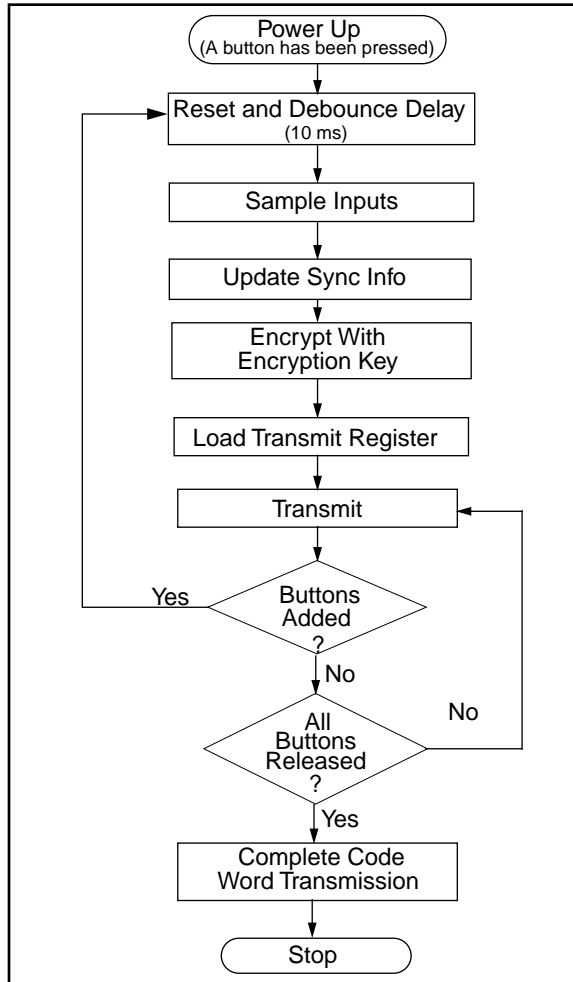 Power Up
(A button has been pressed)
Reset and Debounce Delay
(10 ms)
Sample Inputs
Update Sync Info
Encrypt With
Encryption Key
Load Transmit Register
Transmit
Yes
Buttons
Added
?
No
All
Buttons
Released
?
No
Yes
Complete Code
Word Transmission
Stop